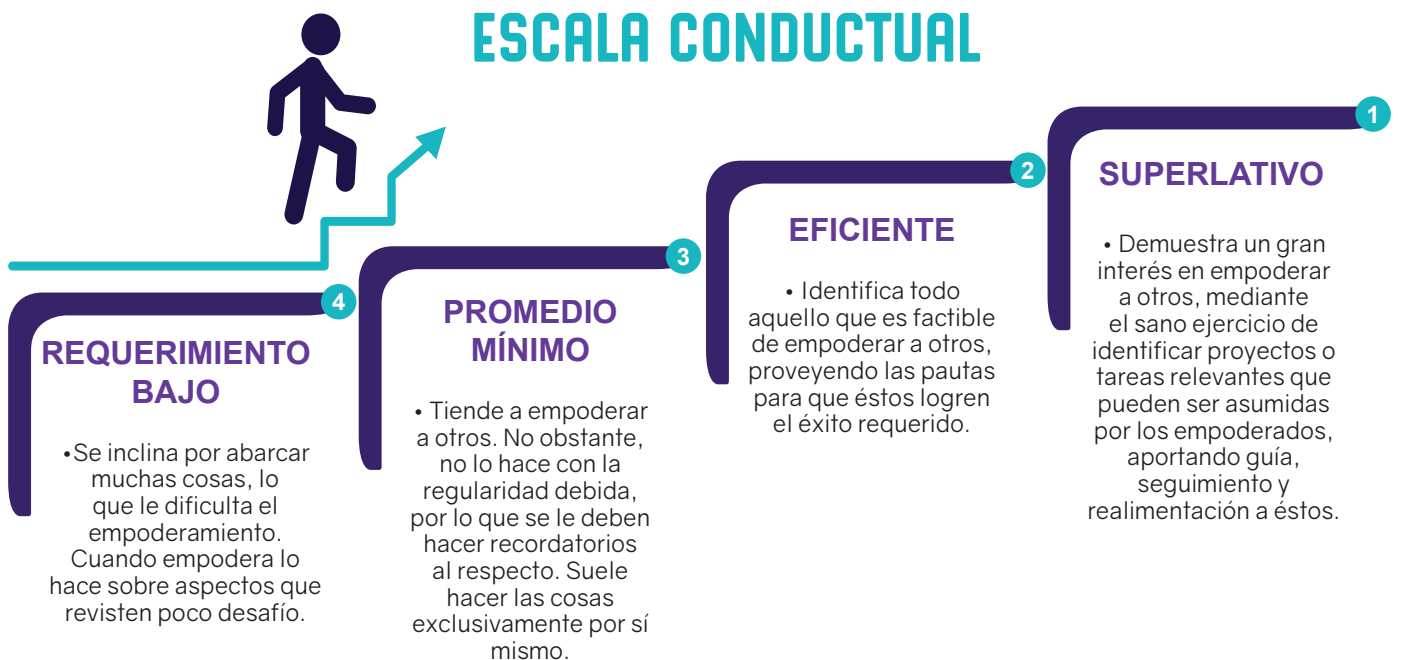 ESCALA CONDUCTUAL
4
REQUERIMIENTO
BAJO
•Se inclina por abarcar
muchas cosas, lo
que le dificulta el
empoderamiento.
Cuando empodera lo
hace sobre aspectos que
revisten poco desafío.
3
PROMEDIO
MÍNIMO
• Tiende a empoderar
a otros. No obstante,
no lo hace con la
regularidad debida,
por lo que se le deben
hacer recordatorios
al respecto. Suele
hacer las cosas
exclusivamente por sí
mismo.
2
EFICIENTE
• Identifica todo
aquello que es factible
de empoderar a otros,
proveyendo las pautas
para que éstos logren
el éxito requerido.
1
SUPERLATIVO
• Demuestra un gran
interés en empoderar
a otros, mediante
el sano ejercicio de
identificar proyectos o
tareas relevantes que
pueden ser asumidas
por los empoderados,
aportando guía,
seguimiento y
realimentación a éstos.